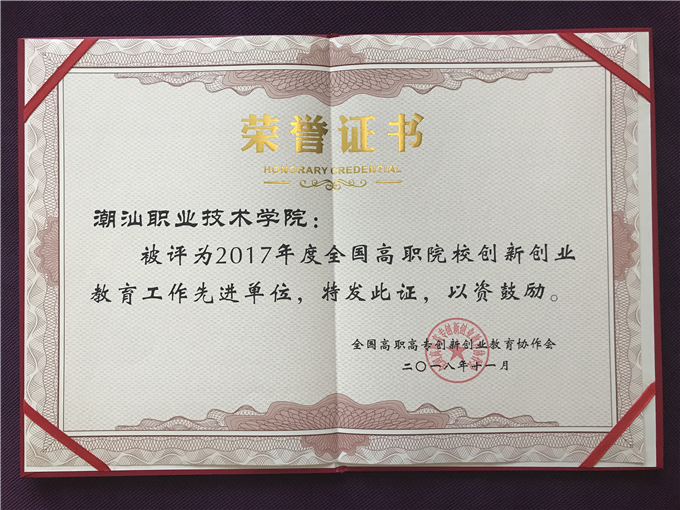 荣誉证书
HONORARY CREDENTIAL
潮汕职业技术学院：
被评为2017年度全国高职院校创新创业
教育工作先进单位，特发此证，以资鼓励。
全国高职高专创新创业教育协作会
二〇一八年十一月